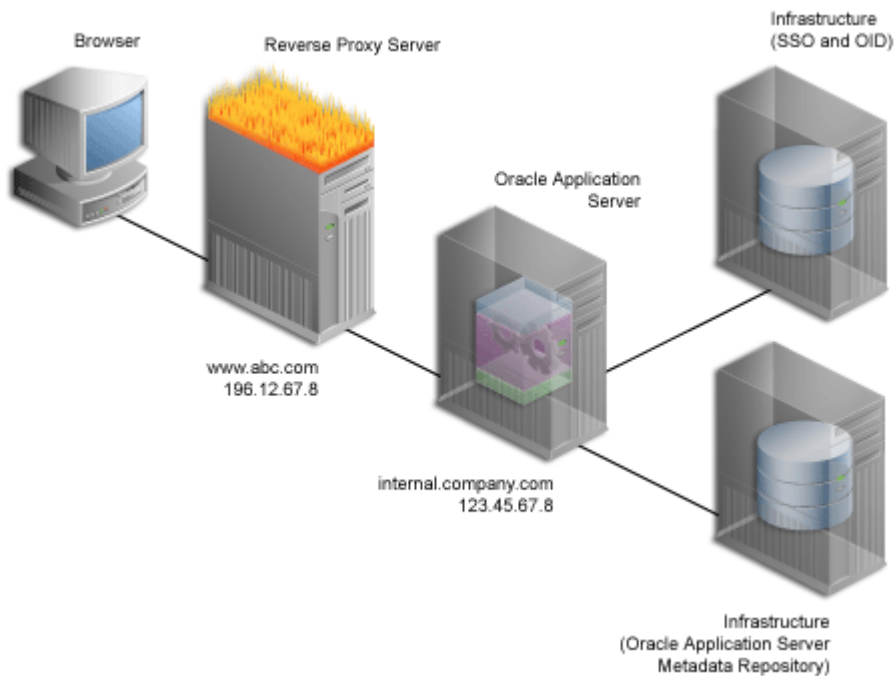 Browser
Reverse Proxy Server
Infrastructure
(SSO and OID)
Oracle Application
Server
www.abc.com
196.12.67.8
internal.company.com
123.45.67.8
Infrastructure
(Oracle Application Server
Metadata Repository)